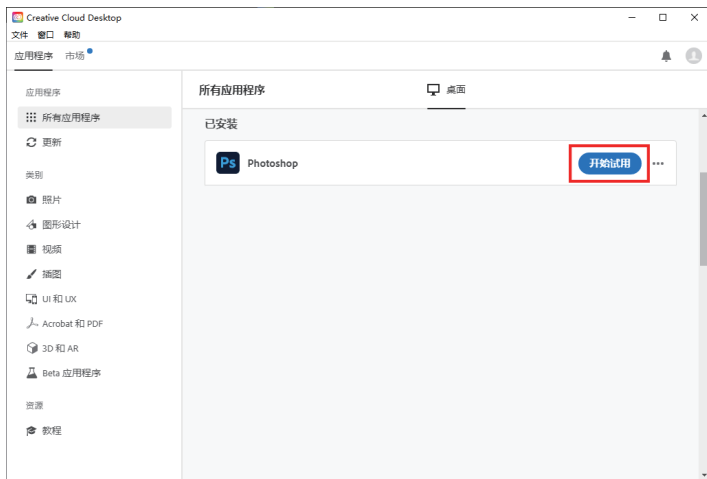 Creative Cloud Desktop
文件 窗口 帮助
应用程序 市场
应用程序
所有应用程序
更新
类别
照片
图形设计
视频
插图
UI 和 UX
Acrobat 和 PDF
3D 和 AR
Beta 应用程序
资源
教程
所有应用程序 桌面
已安装
Ps Photoshop 开始试用